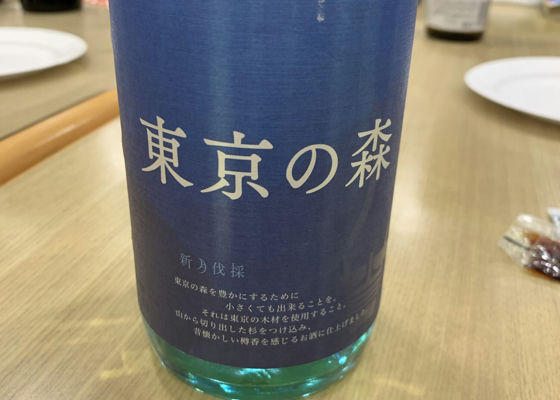 東京の森
新月伐採
東京の森を豊かにするために
小さくても出来ることを。
それは東京の木材を使用すること。
山から切り出した杉をつけ込み、
昔懐かしい樽香を感じるお酒に仕上げました。